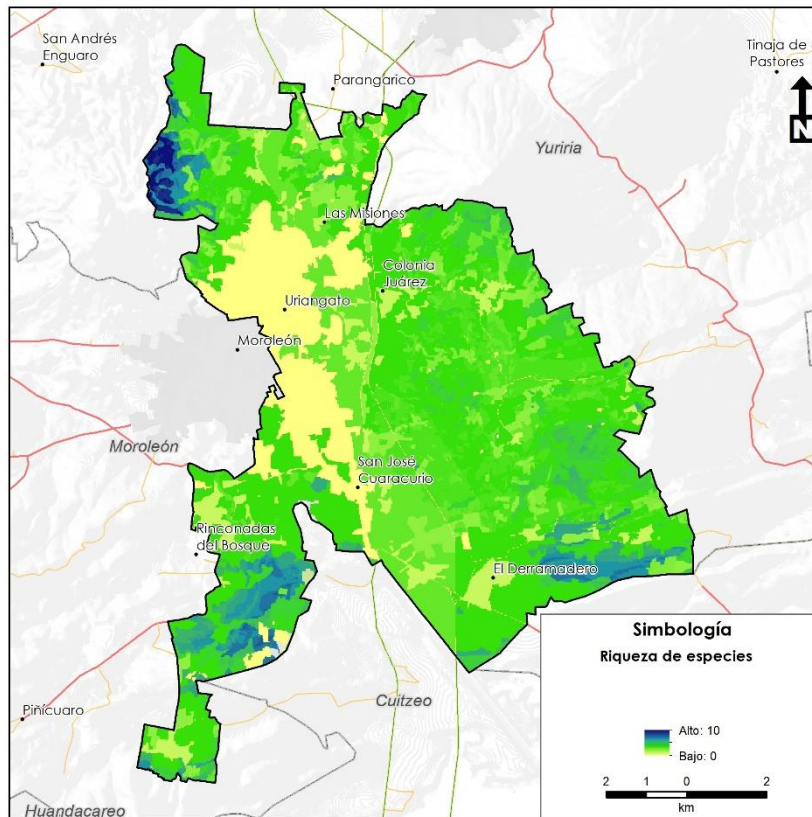 San Andrés
Enguaro
Tinaja de
Pastores
Parangarico
N
Yuriria
Las Misiones
Colonia
Juárez
Uriangato
Moroleón
Moroleón
San José
Cuaracurio
Rinconadas
del Bosque
El Derramadero
Piñícuaro
Cuitzeo
Huandacareo
Simbología
Riqueza de especies
Alto: 10
Bajo: 0
2 1 0 2
km